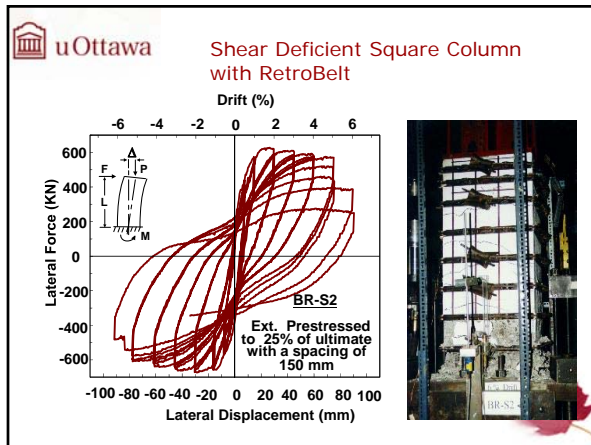 uOttawa
Shear Deficient Square Column
with RetroBelt
Drift (%)
-6 -4 -2 0 2 4 6
600
400
200
0
-200
-400
-600
Lateral Force (KN)
Δ
F P
L
M
BR-S2
Ext. Prestressed
to 25% of ultimate
with a spacing of
150 mm
-100 -80 -60 -40 -20 0 20 40 60 80 100
Lateral Displacement (mm)
6% Drift
BR-S2